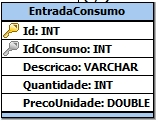 EntradaConsumo
Id: INT
IdConsumo: INT
Descricao: VARCHAR
Quantidade: INT
PrecoUnidade: DOUBLE